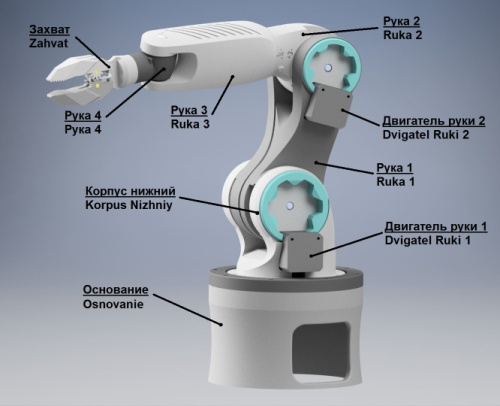 Захват
Zahvat
Рука 2
Ruka 2
Рука 4
Рука 4
Рука 3
Ruka 3
Двигатель руки 2
Dvigatel Ruki 2
Рука 1
Ruka 1
Корпус нижний
Korpus Nizhniy
Двигатель руки 1
Dvigatel Ruki 1
Основание
Osnovanie